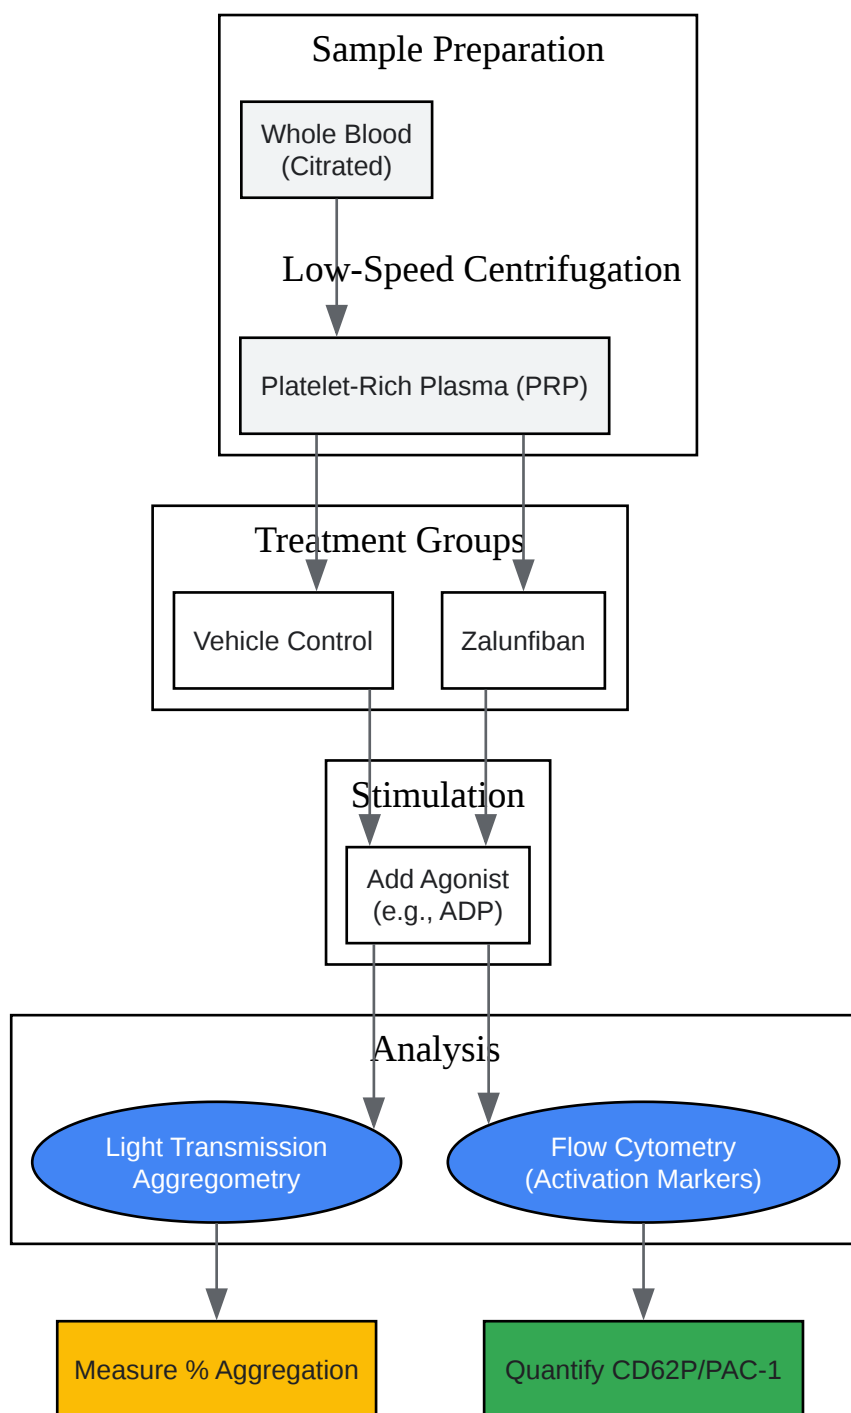 Sample Preparation
Whole Blood
(Citrated)
Low-Speed Centrifugation
Platelet-Rich Plasma (PRP)
Treatment Groups
Vehicle Control
Zalunfiban
Stimulation
Add Agonist
(e.g., ADP)
Analysis
Light Transmission
Aggregometry
Flow Cytometry
(Activation Markers)
Measure % Aggregation
Quantify CD62P/PAC-1